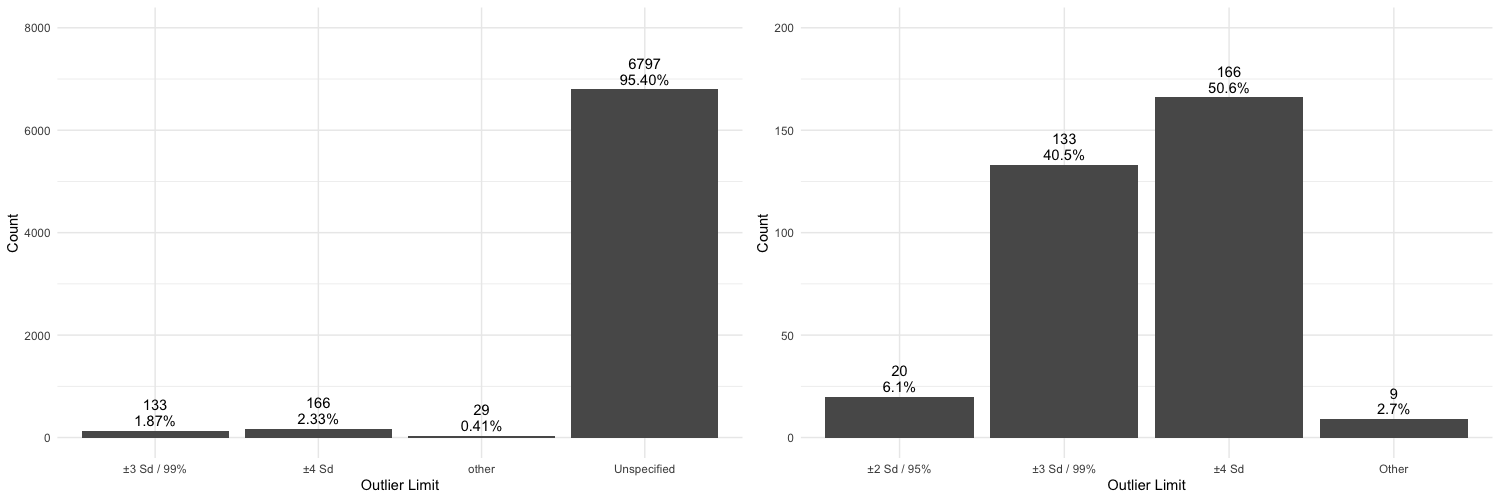 8000
6000
4000
2000
0
Count
133
1.87%
166
2.33%
29
0.41%
6797
95.40%
±3 Sd / 99%
±4 Sd
other
Unspecified
Outlier Limit
200
150
100
50
0
Count
20
6.1%
133
40.5%
166
50.6%
9
2.7%
±2 Sd / 95%
±3 Sd / 99%
±4 Sd
Other
Outlier Limit